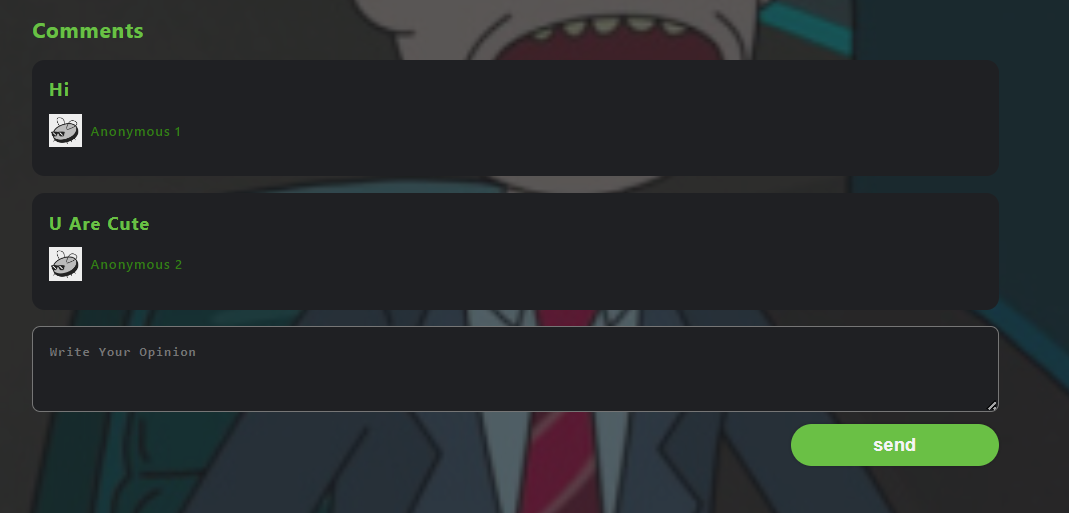 Comments
Hi
Anonymous 1
U Are Cute
Anonymous 2
Write Your Opinion
send